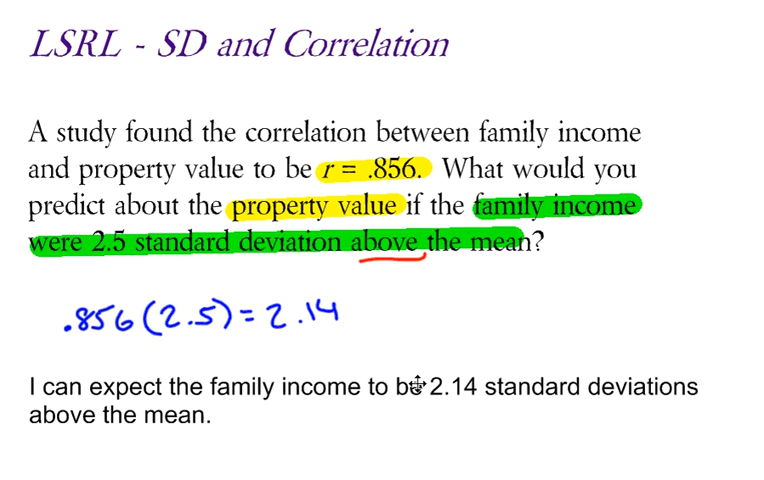 LSRL - SD and Correlation
A study found the correlation between family income
and property value to be r = .856. What would you
predict about the property value if the family income
were 2.5 standard deviation above the mean?
.856(2.5)=2.14
I can expect the family income to be 2.14 standard deviations
above the mean.